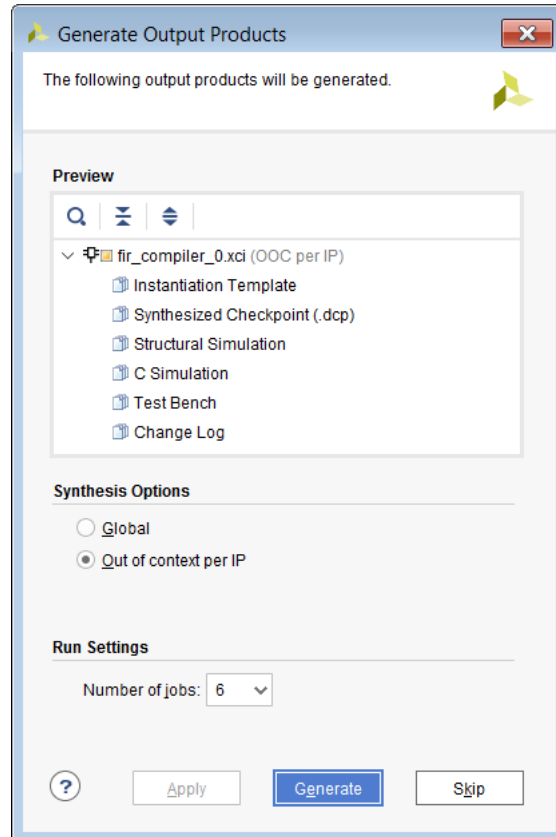 Generate Output Products
The following output products will be generated.
Preview
fir_compiler_0.xci (OOC per IP)
Instantiation Template
Synthesized Checkpoint (.dcp)
Structural Simulation
C Simulation
Test Bench
Change Log
Synthesis Options
Global
Out of context per IP
Run Settings
Number of jobs: 6
? Apply Generate Skip